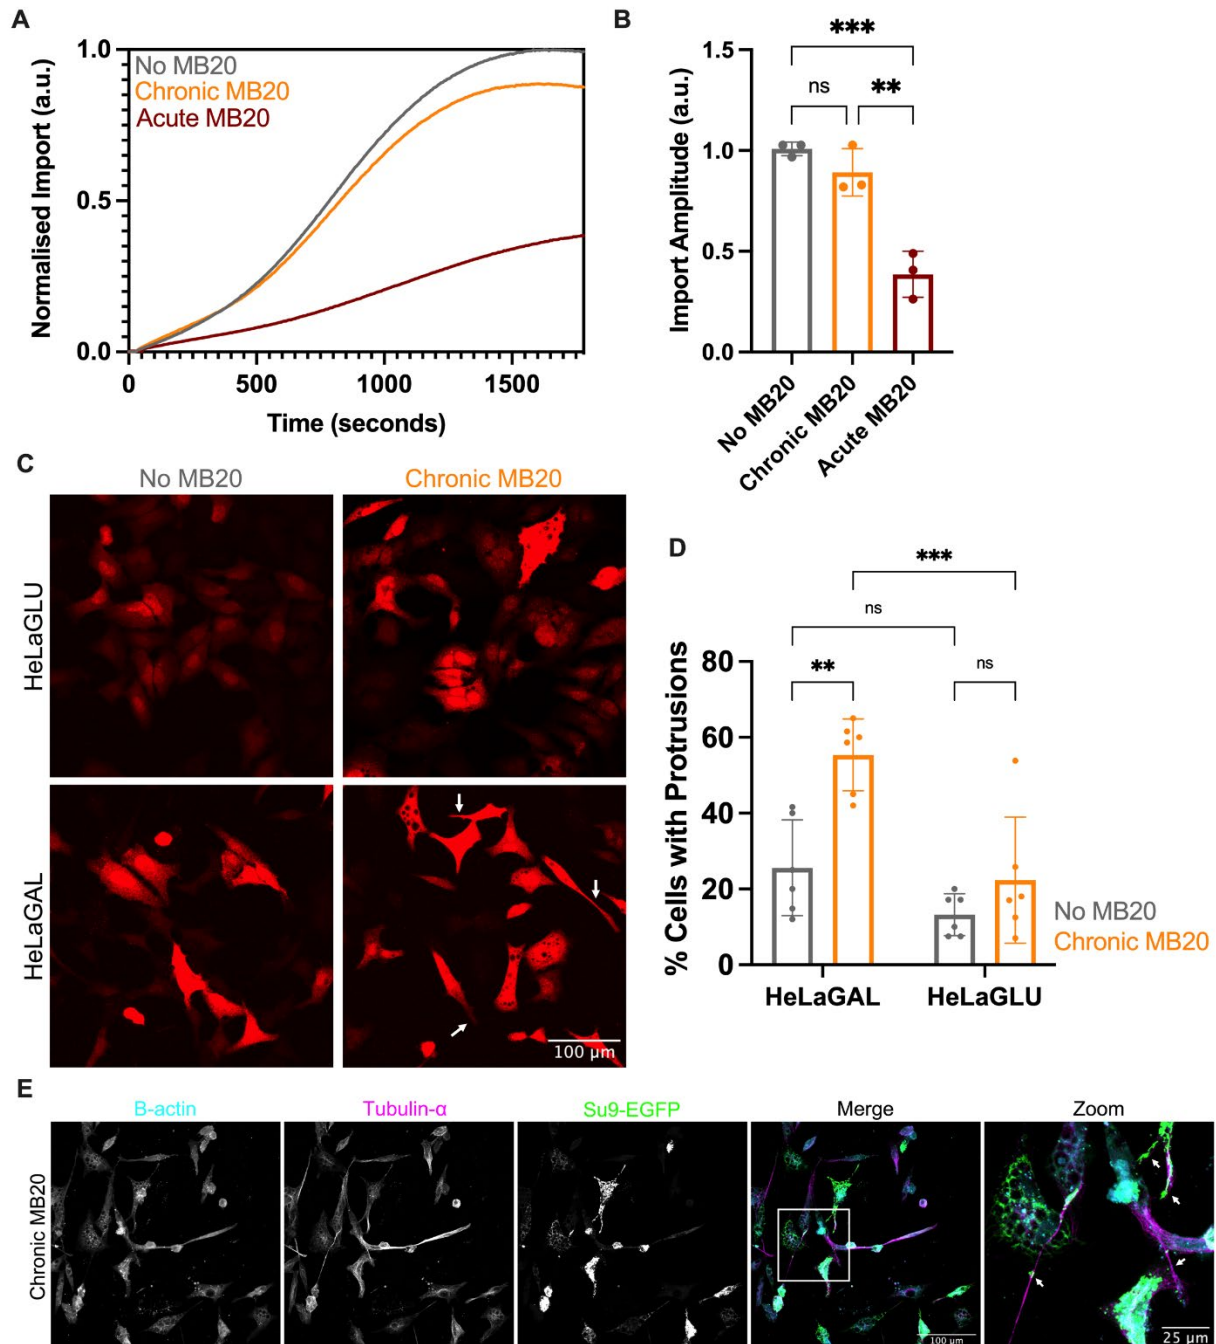 A
Normalised Import (a.u.)
1.0
0.5
0.0
No MB20
Chronic MB20
Acute MB20
0
500
1000
1500
Time (seconds)
B
Import Amplitude (a.u.)
1.5
1.0
0.5
0.0
***
ns
**
No MB20
Chronic MB20
Acute MB20
C
No MB20
Chronic MB20
HeLaGLU
HeLaGAL
100 µm
D
% Cells with Protrusions
80
60
40
20
0
***
ns
**
ns
HeLaGAL
HeLaGLU
No MB20
Chronic MB20
E
B-actin
Tubulin-α
Su9-EGFP
Merge
Zoom
Chronic MB20
100 µm
25 µm